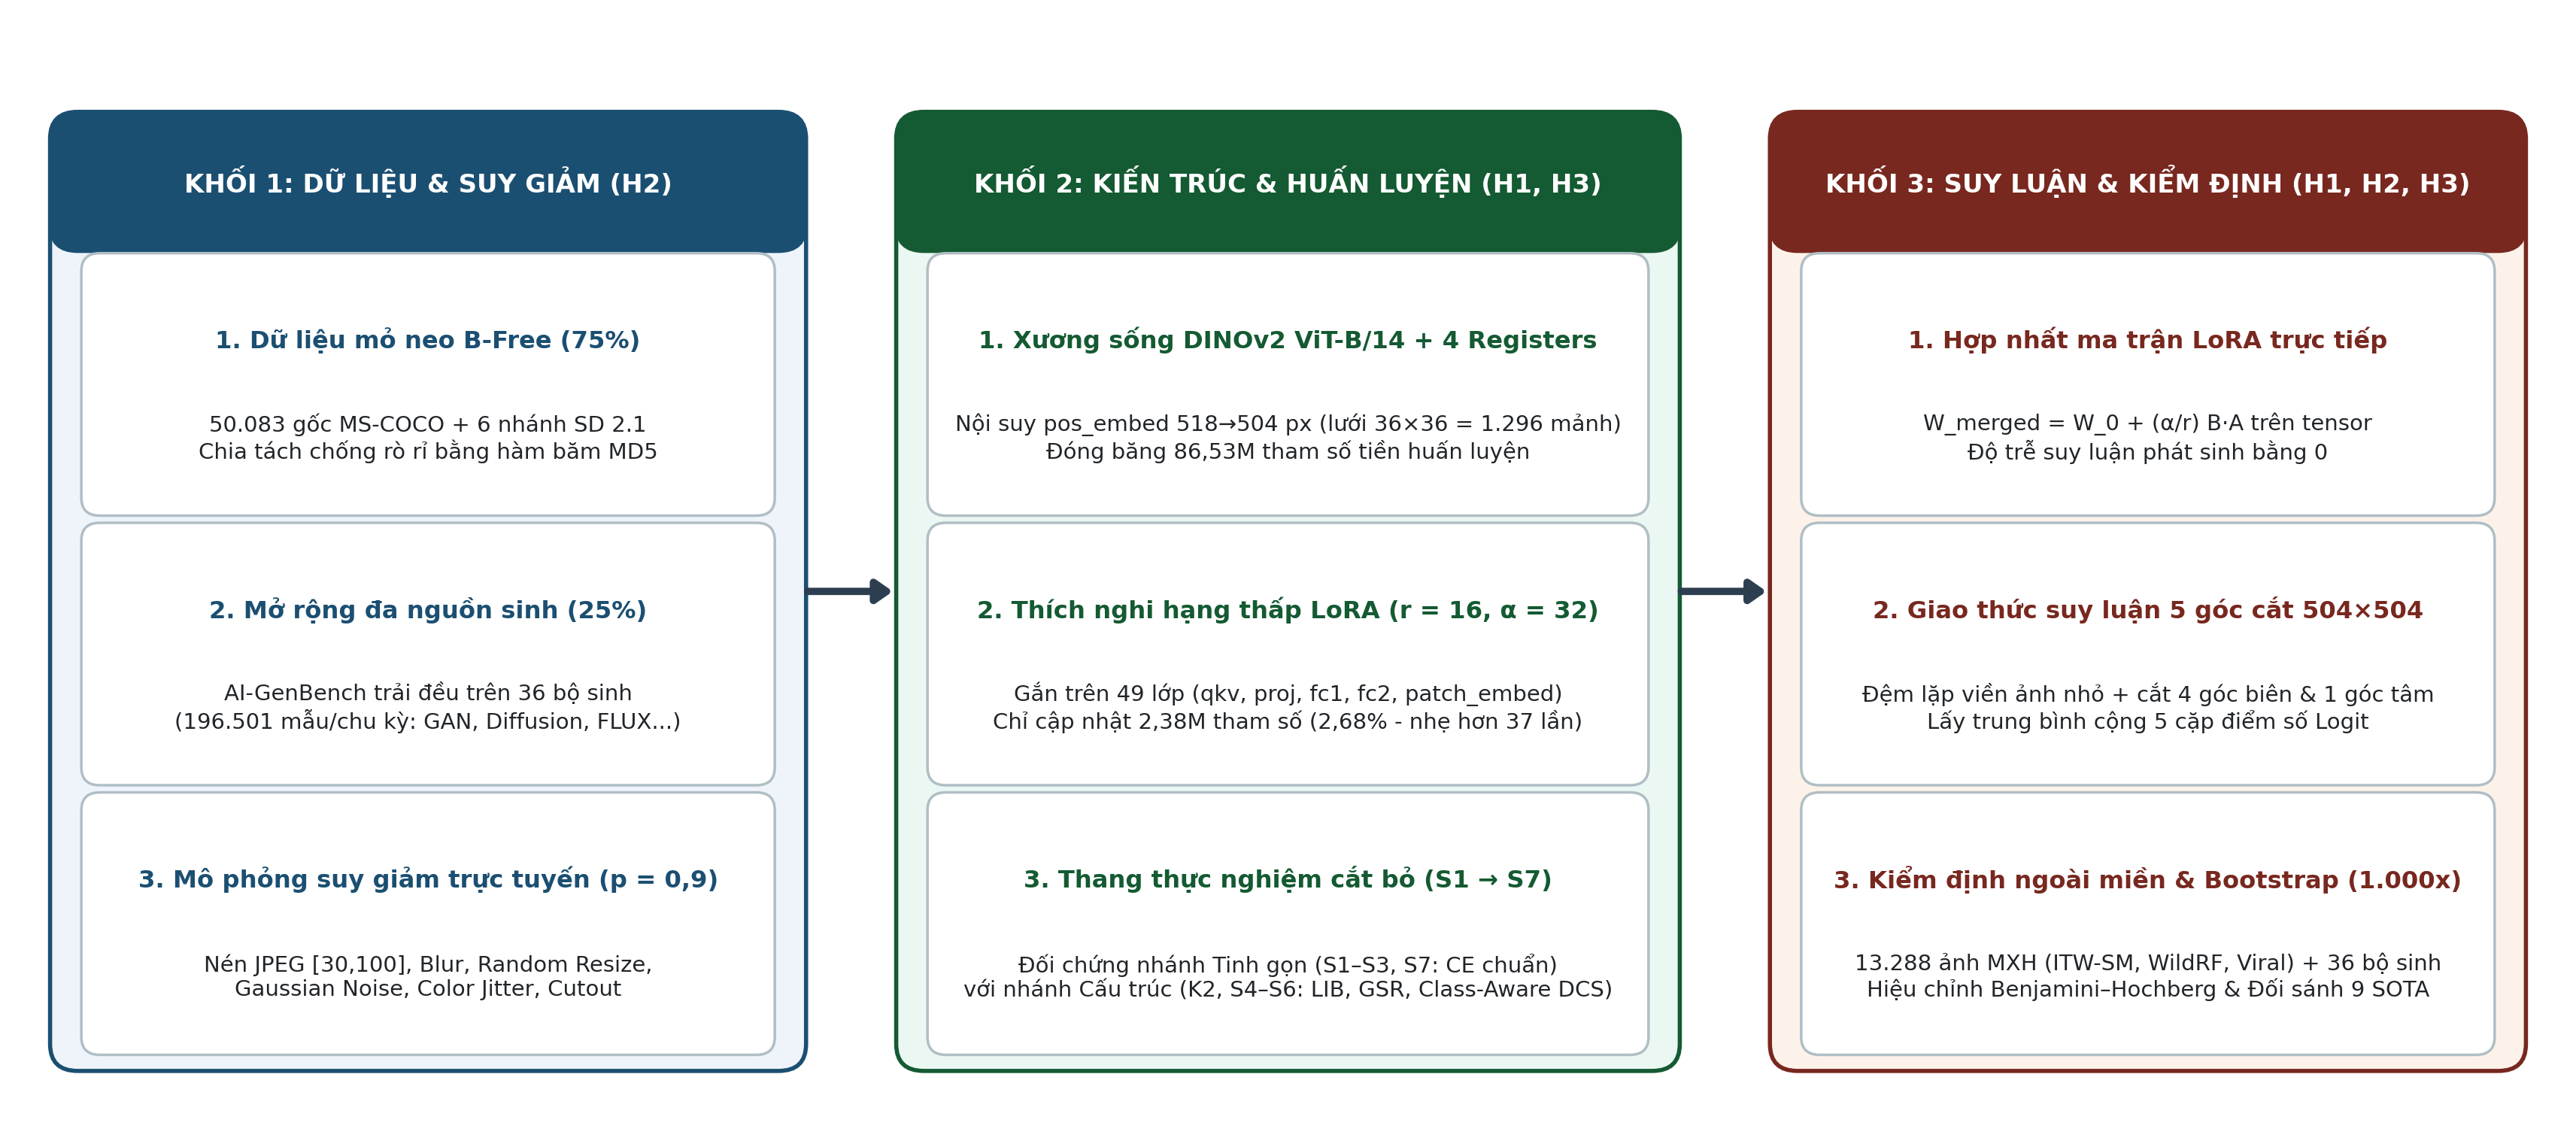 KHỐI 1: DỮ LIỆU & SUY GIẢM (H2)
1. Dữ liệu mỏ neo B-Free (75%)
50.083 gốc MS-COCO + 6 nhánh SD 2.1
Chia tách chống rò rỉ bằng hàm băm MD5
2. Mở rộng đa nguồn sinh (25%)
AI-GenBench trải đều trên 36 bộ sinh
(196.501 mẫu/chu kỳ: GAN, Diffusion, FLUX...)
3. Mô phỏng suy giảm trực tuyến (p = 0,9)
Nén JPEG [30,100], Blur, Random Resize,
Gaussian Noise, Color Jitter, Cutout
KHỐI 2: KIẾN TRÚC & HUẤN LUYỆN (H1, H3)
1. Xương sống DINOv2 ViT-B/14 + 4 Registers
Nội suy pos_embed 518→504 px (lưới 36×36 = 1.296 mảnh)
Đóng băng 86,53M tham số tiền huấn luyện
2. Thích nghi hạng thấp LoRA (r = 16, α = 32)
Gắn trên 49 lớp (qkv, proj, fc1, fc2, patch_embed)
Chỉ cập nhật 2,38M tham số (2,68% - nhẹ hơn 37 lần)
3. Thang thực nghiệm cắt bỏ (S1 → S7)
Đối chứng nhánh Tinh gọn (S1–S3, S7: CE chuẩn)
với nhánh Cấu trúc (K2, S4–S6: LIB, GSR, Class-Aware DCS)
KHỐI 3: SUY LUẬN & KIỂM ĐỊNH (H1, H2, H3)
1. Hợp nhất ma trận LoRA trực tiếp
W_merged = W_0 + (α/r) B·A trên tensor
Độ trễ suy luận phát sinh bằng 0
2. Giao thức suy luận 5 góc cắt 504×504
Đệm lặp viền ảnh nhỏ + cắt 4 góc biên & 1 góc tâm
Lấy trung bình cộng 5 cặp điểm số Logit
3. Kiểm định ngoài miền & Bootstrap (1.000x)
13.288 ảnh MXH (ITW-SM, WildRF, Viral) + 36 bộ sinh
Hiệu chỉnh Benjamini–Hochberg & Đối sánh 9 SOTA